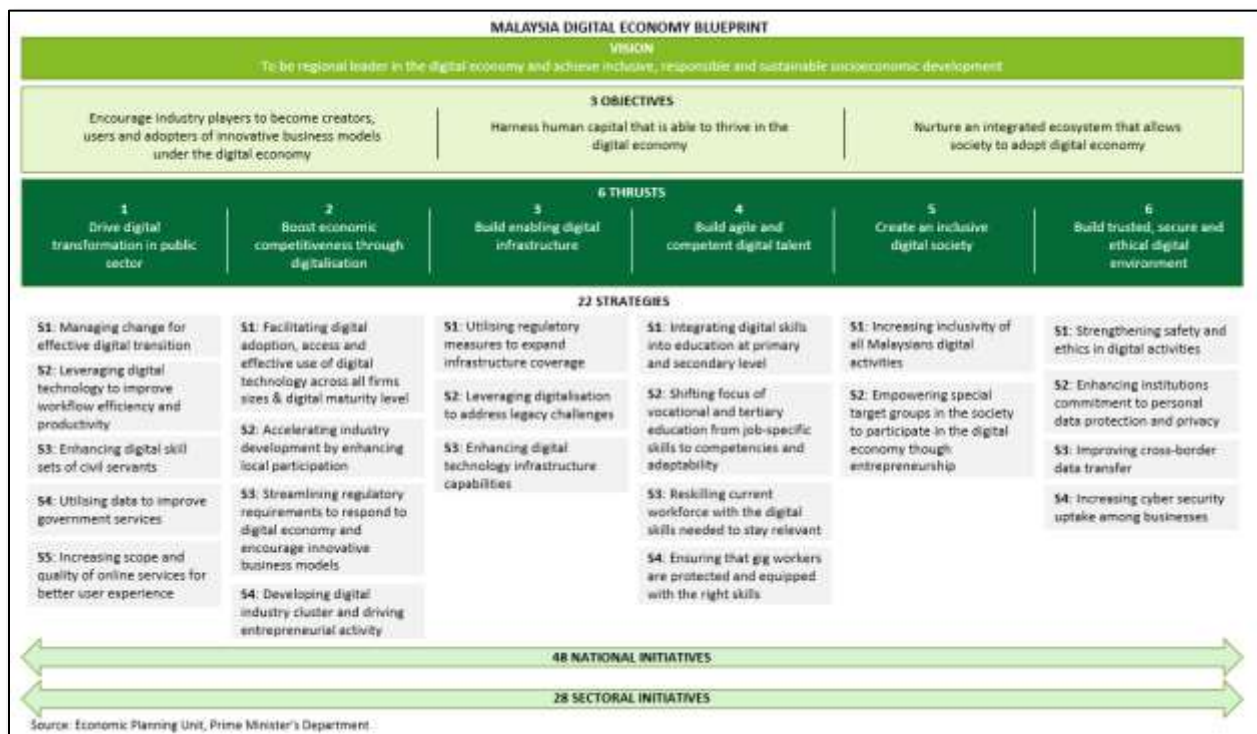 MALAYSIA DIGITAL ECONOMY BLUEPRINT
VISION
To be regional leader in the digital economy and achieve inclusive, responsible and sustainable socioeconomic development
3 OBJECTIVES
Encourage industry players to become creators,
users and adopters of innovative business models
under the digital economy
Harness human capital that is able to thrive in the
digital economy
Nurture an integrated ecosystem that allows
society to adopt digital economy
6 THRUSTS
1
Drive digital
transformation in public
sector
2
Boost economic
competitiveness through
digitalisation
3
Build enabling digital
infrastructure
4
Build agile and
competent digital talent
5
Create an inclusive
digital society
6
Build trusted, secure and
ethical digital
environment
22 STRATEGIES
S1: Managing change for
effective digital transition
S2: Leveraging digital
technology to improve
workflow efficiency and
productivity
S3: Enhancing digital skill
sets of civil servants
S4: Utilising data to improve
government services
S5: Increasing scope and
quality of online services for
better user experience
S1: Facilitating digital
adoption, access and
effective use of digital
technology across all firms
sizes & digital maturity level
S2: Accelerating industry
development by enhancing
local participation
S3: Streamlining regulatory
requirements to respond to
digital economy and
encourage innovative
business models
S4: Developing digital
industry cluster and driving
entrepreneurial activity
S1: Utilising regulatory
measures to expand
infrastructure coverage
S2: Leveraging digitalisation
to address legacy challenges
S3: Enhancing digital
technology infrastructure
capabilities
S1: Integrating digital skills
into education at primary
and secondary level
S2: Shifting focus of
vocational and tertiary
education from job-specific
skills to competencies and
adaptability
S3: Reskilling current
workforce with the digital
skills needed to stay relevant
S4: Ensuring that gig workers
are protected and equipped
with the right skills
S1: Increasing inclusivity of
all Malaysians digital
activities
S2: Empowering special
target groups in the society
to participate in the digital
economy though
entrepreneurship
S1: Strengthening safety and
ethics in digital activities
S2: Enhancing institutions
commitment to personal
data protection and privacy
S3: Improving cross-border
data transfer
S4: Increasing cyber security
uptake among businesses
48 NATIONAL INITIATIVES
28 SECTORAL INITIATIVES
Source: Economic Planning Unit, Prime Minister's Department